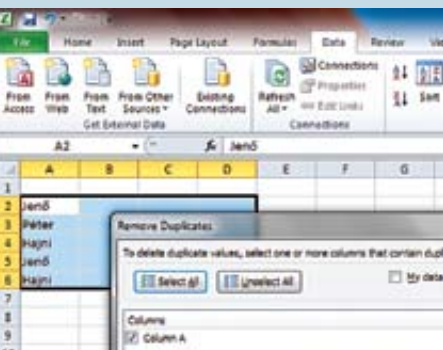 File Home Insert Page Layout Formulas Data Review
From Access From Web From Text From Other Sources Existing Connections Refresh All Connections Properties Edit Links Sort
Get External Data Connections
A2 fx Jenő
A B C D E F G
1
2 Jenő
3 Péter
4 Hajni
5 Jenő
6 Hajni
7
8
9
Remove Duplicates
To delete duplicate values, select one or more columns that contain dupl
Select All Unselect All My data
Columns
Column A